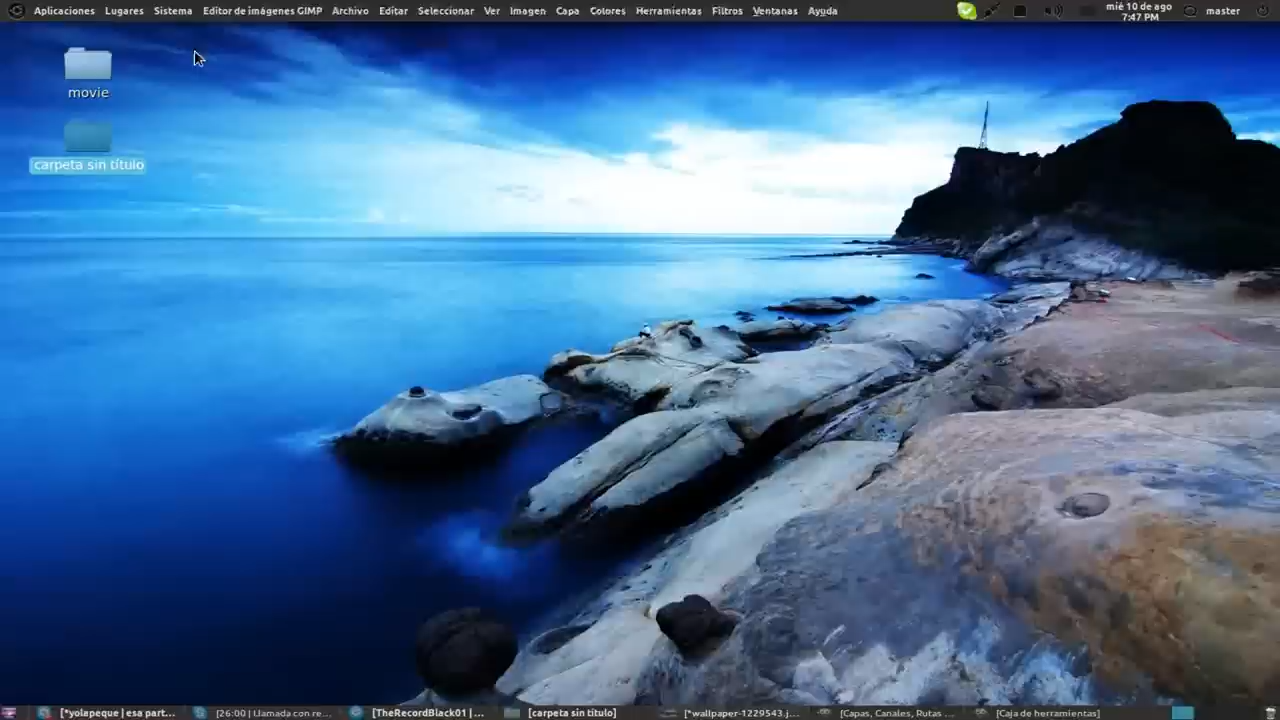 Aplicaciones Lugares Sistema Editor de imágenes GIMP Archivo Editar Seleccionar Ver Imagen Capa Colores Herramientas Filtros Ventanas Ayuda
mié 10 de ago
7:47 PM
master
movie
carpeta sin título
[*yolapeque | esa part... [26:00 | Llamada con re... [TheRecordBlack01 |... [carpeta sin título] [*wallpaper-1229543.j... [Capas, Canales, Rutas ... [Caja de herramientas]